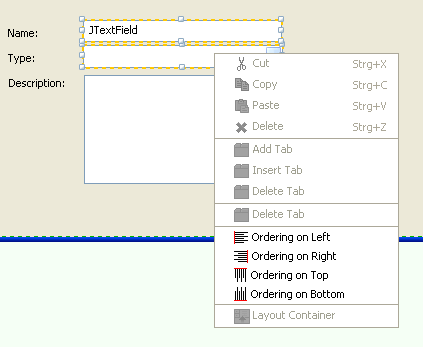 Name: JTextField
Type:
Description:
Cut Strg+X
Copy Strg+C
Paste Strg+V
Delete Strg+Z
Add Tab
Insert Tab
Delete Tab
Delete Tab
Ordering on Left
Ordering on Right
Ordering on Top
Ordering on Bottom
Layout Container